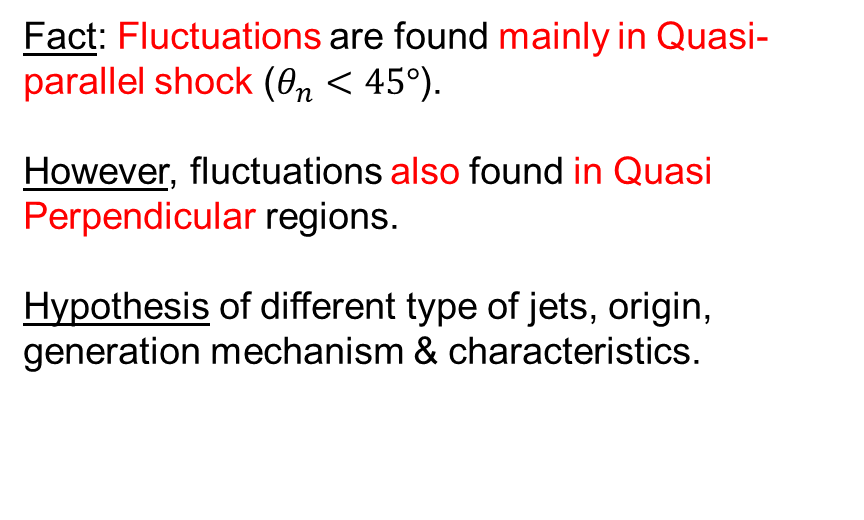 Fact: Fluctuations are found mainly in Quasi-
parallel shock (θₙ < 45°).
However, fluctuations also found in Quasi
Perpendicular regions.
Hypothesis of different type of jets, origin,
generation mechanism & characteristics.